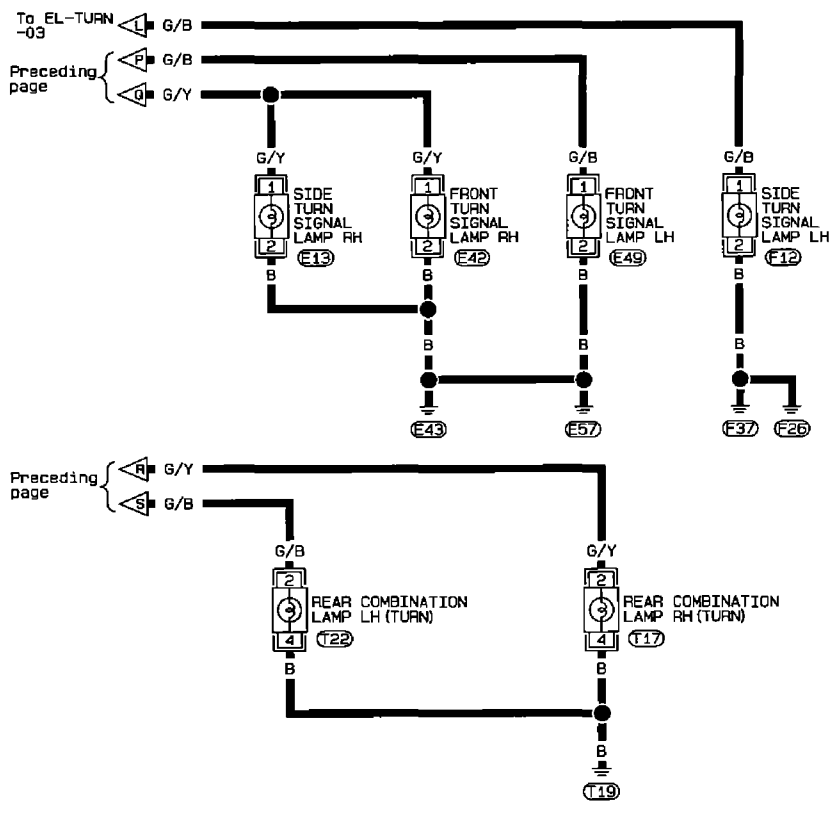 To EL-TURN
-03
L G/B
Preceding
page
P G/B
Q G/Y
G/Y G/Y G/B G/B
1 1 1 1
SIDE
TURN
SIGNAL
LAMP RH
2
E13
FRONT
TURN
SIGNAL
LAMP RH
2
E42
FRONT
TURN
SIGNAL
LAMP LH
2
E49
SIDE
TURN
SIGNAL
LAMP LH
2
F12
B B B B
B B B
E43 E57 F37 F26
Preceding
page
R G/Y
S G/B
G/B G/Y
2 2
REAR COMBINATION
LAMP LH (TURN)
4
T22
REAR COMBINATION
LAMP RH (TURN)
4
T17
B B
B
T19